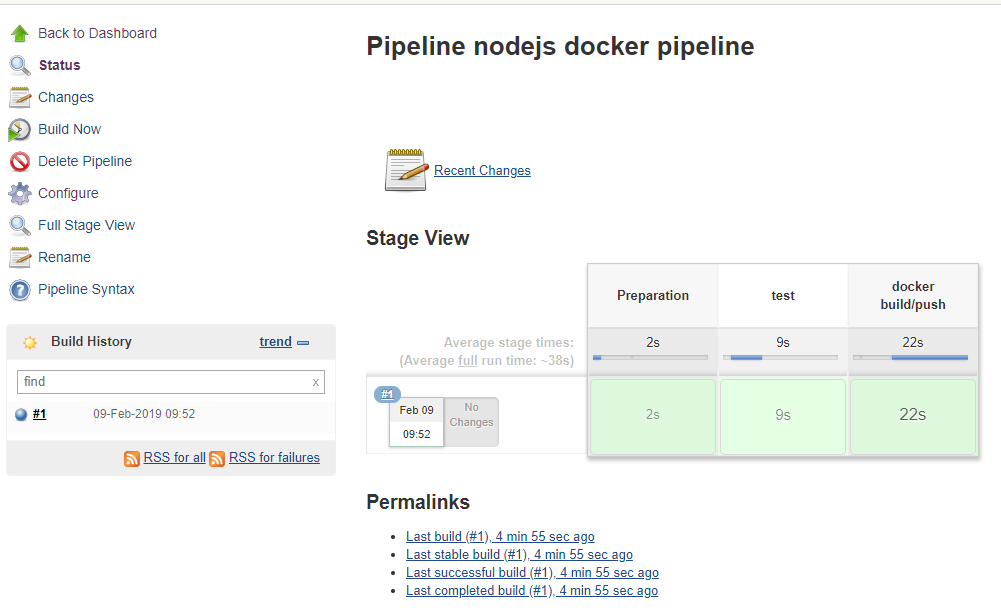 Back to Dashboard
Status
Changes
Build Now
Delete Pipeline
Configure
Full Stage View
Rename
Pipeline Syntax
Build History
trend
find
x
#1
09-Feb-2019 09:52
RSS for all
RSS for failures
Pipeline nodejs docker pipeline
Recent Changes
Stage View
Preparation
test
docker
build/push
Average stage times:
(Average full run time: ~38s)
2s
9s
22s
#1
Feb 09
09:52
No
Changes
2s
9s
22s
Permalinks
Last build (#1), 4 min 55 sec ago
Last stable build (#1), 4 min 55 sec ago
Last successful build (#1), 4 min 55 sec ago
Last completed build (#1), 4 min 55 sec ago